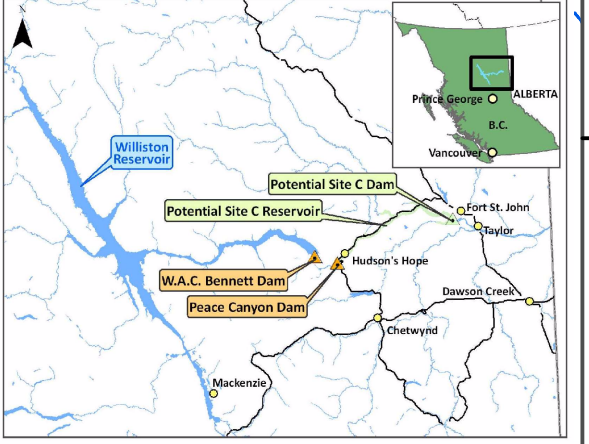 N
ALBERTA
Prince George
B.C.
Vancouver
Williston
Reservoir
Potential Site C Dam
Potential Site C Reservoir
Fort St. John
Taylor
Hudson's Hope
W.A.C. Bennett Dam
Peace Canyon Dam
Dawson Creek
Chetwynd
Mackenzie